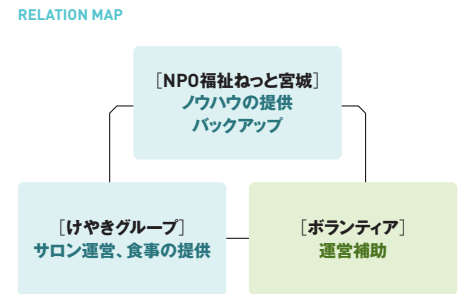 RELATION MAP
［NPO福祉ねっと宮城］
ノウハウの提供
バックアップ
［けやきグループ］
サロン運営、食事の提供
［ボランティア］
運営補助